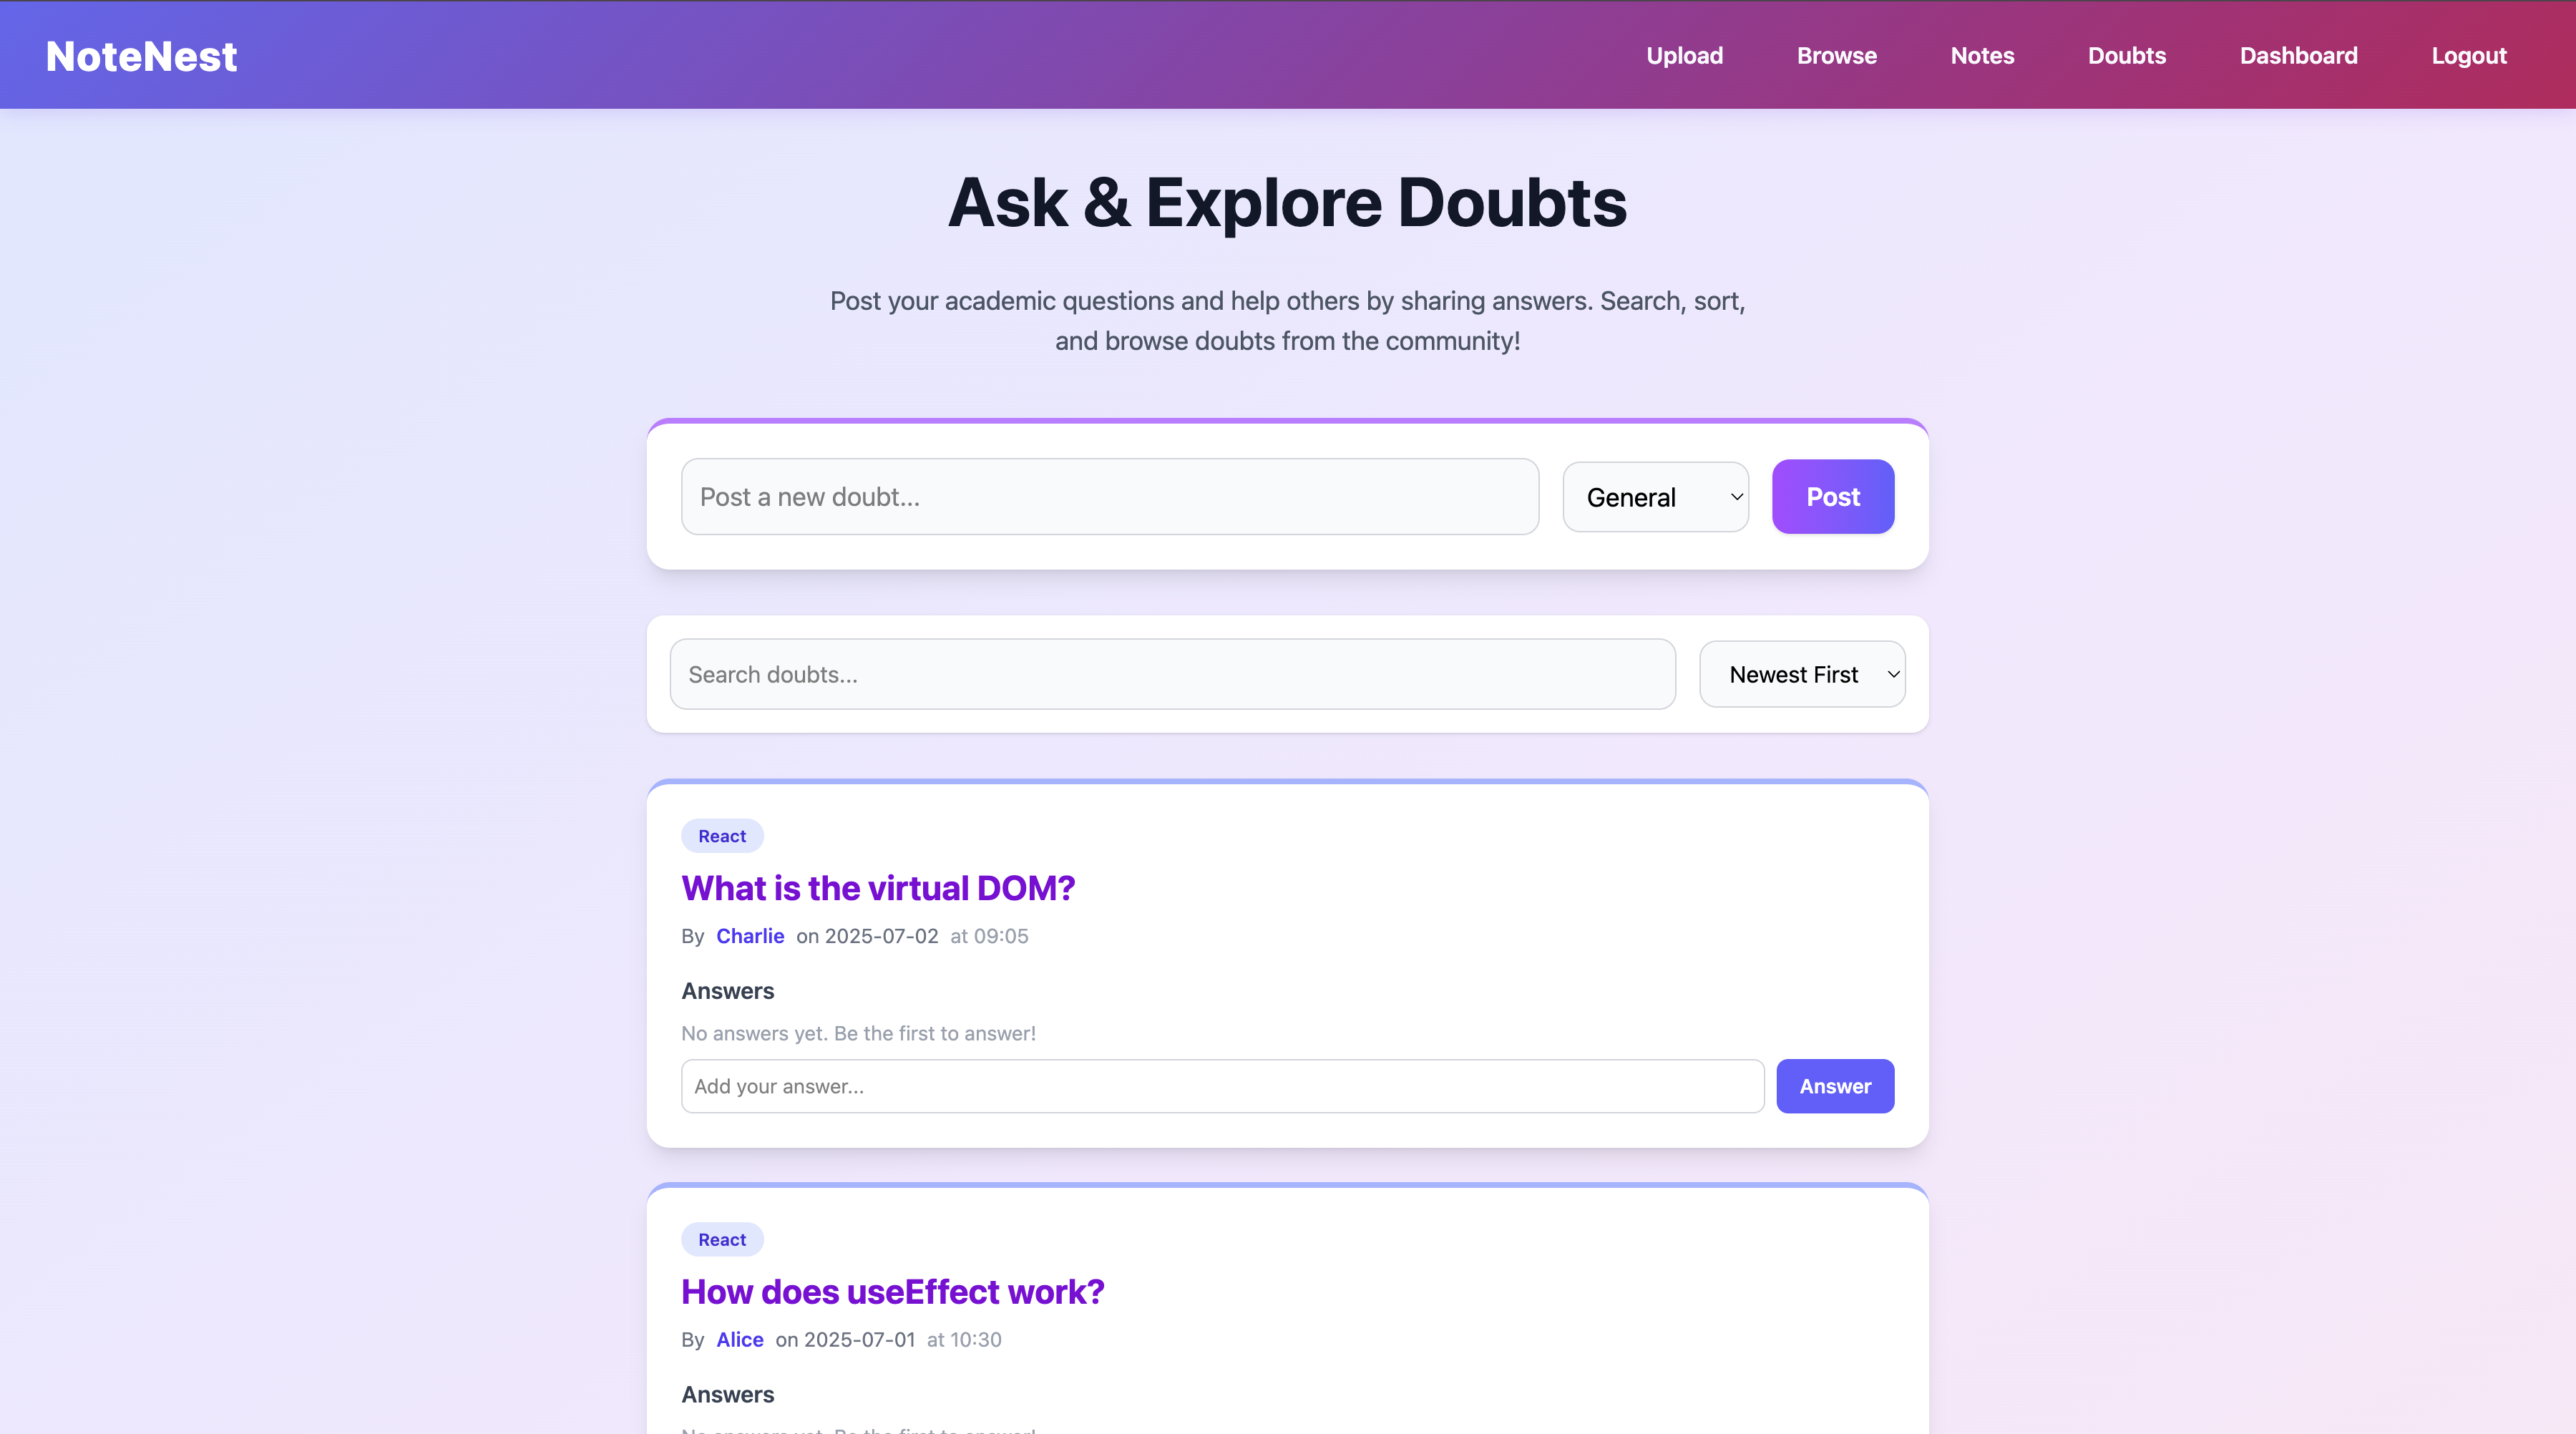 NoteNest
Upload Browse Notes Doubts Dashboard Logout
Ask & Explore Doubts
Post your academic questions and help others by sharing answers. Search, sort,
and browse doubts from the community!
Post a new doubt... General Post
Search doubts... Newest First
React
What is the virtual DOM?
By Charlie on 2025-07-02 at 09:05
Answers
No answers yet. Be the first to answer!
Add your answer... Answer
React
How does useEffect work?
By Alice on 2025-07-01 at 10:30
Answers